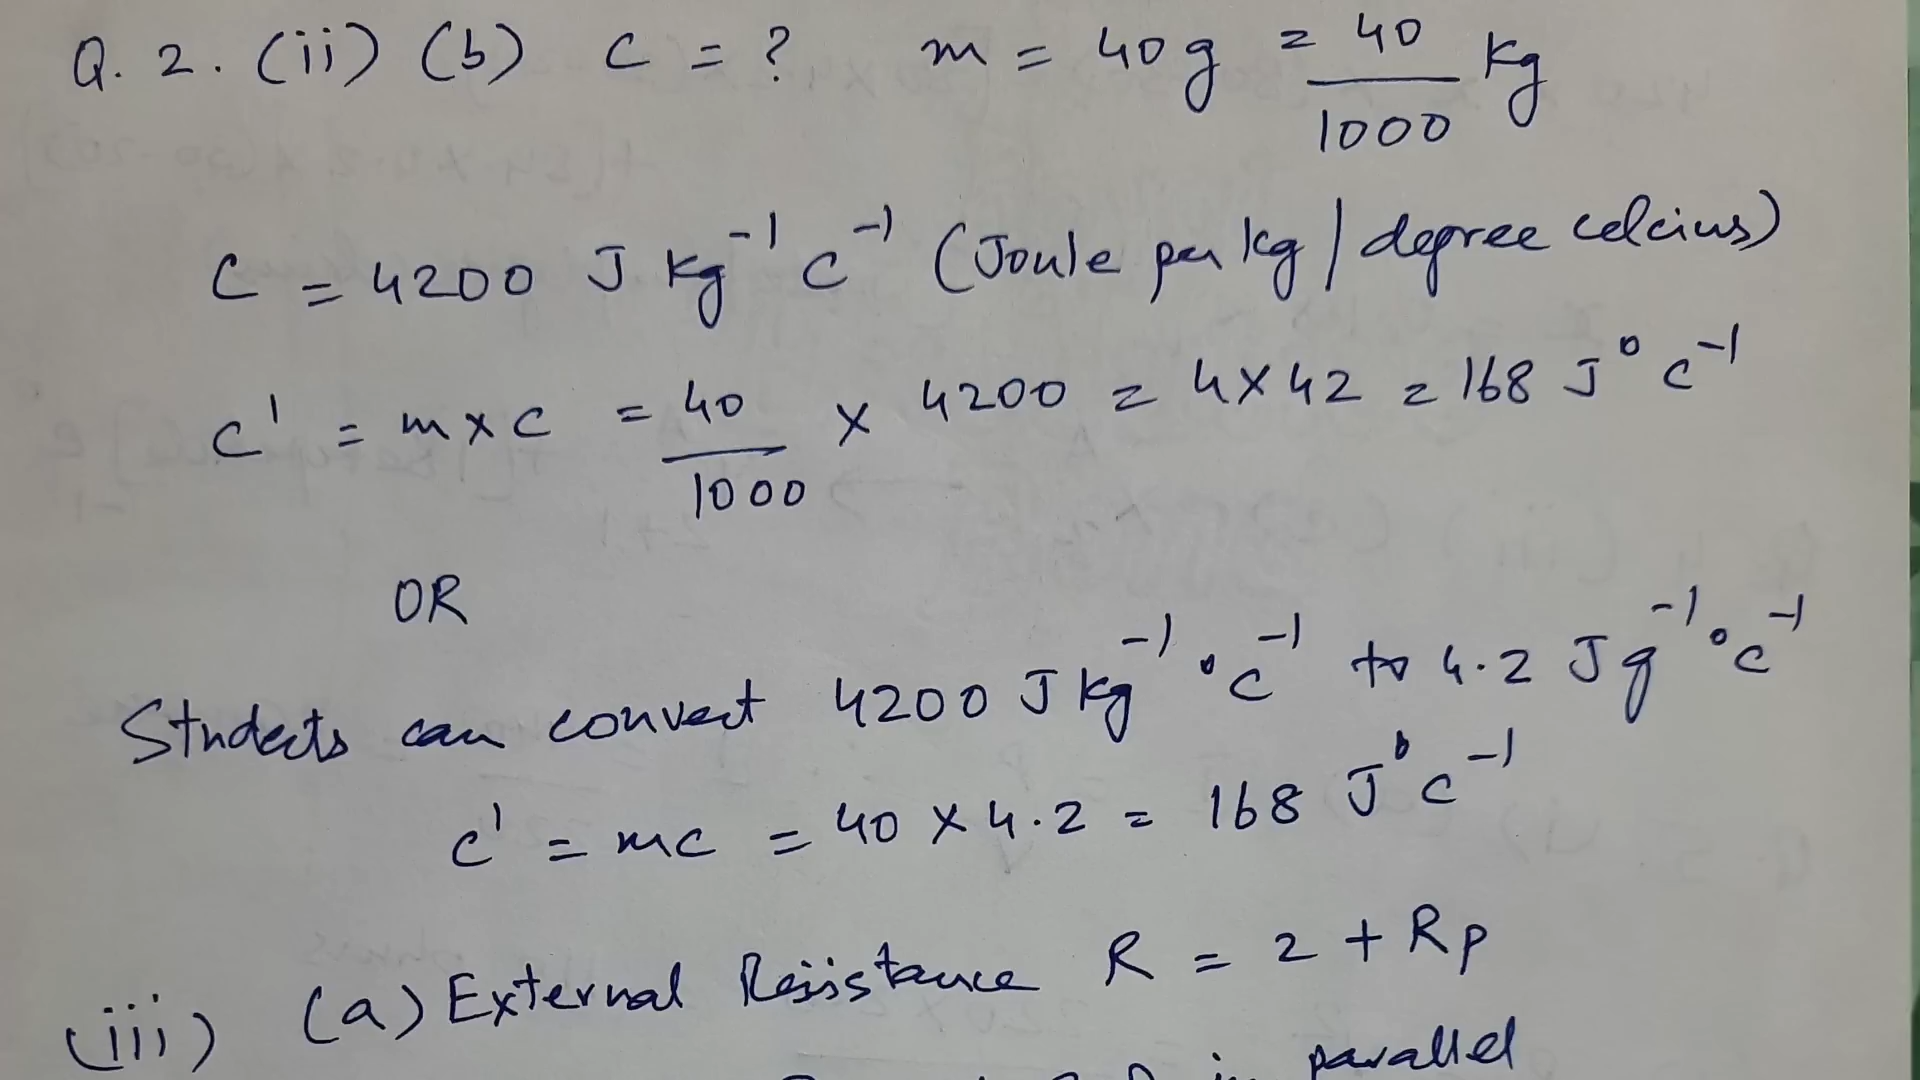 Q. 2. (ii) (b) C = ? m = 40 g = 40/1000 kg
C = 4200 J kg⁻¹ C⁻¹ (Joule per kg / degree celcius)
C' = m × C = 40/1000 × 4200 = 4 × 42 = 168 J°C⁻¹
OR
Students can convert 4200 J kg⁻¹ °C⁻¹ to 4.2 J g⁻¹ °C⁻¹
C' = mc = 40 × 4.2 = 168 J°C⁻¹
(iii) (a) External Resistance R = 2 + Rp
in parallel